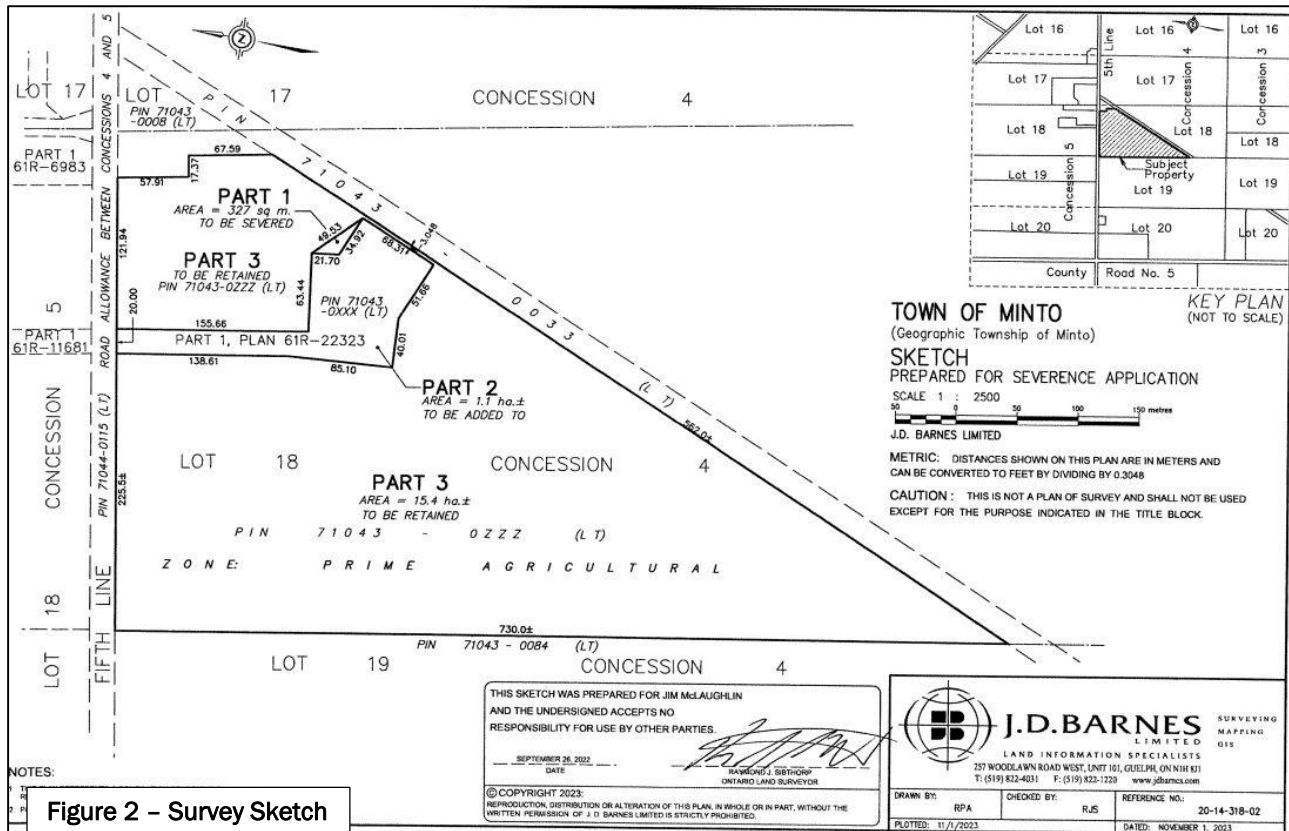 LOT 17
LOT 17
PIN 71043
-0008 (LT)
CONCESSION 4
PART 1
61R-6983
67.59
17.37
57.91
PIN 71043 0033 (LT)
PART 1
AREA = 327 sq m.
TO BE SEVERED
49.53
34.92
21.70
68.31
3.048
121.94
PART 3
TO BE RETAINED
PIN 71043-0ZZZ (LT)
63.44
PIN 71043
-0XXX (LT)
51.66
20.00
155.66
PART 1
61R-11681
PART 1, PLAN 61R-22323
138.61
85.10
40.01
PART 2
AREA = 1.1 ha.±
TO BE ADDED TO
562.0±
LOT 18 CONCESSION 4
PART 3
AREA = 15.4 ha.±
TO BE RETAINED
PIN 71043 - 0ZZZ (LT)
ZONE: PRIME AGRICULTURAL
225.5±
730.0±
PIN 71043 - 0084 (LT)
LOT 19 CONCESSION 4
LOT 18 CONCESSION 5
LOT
FIFTH LINE
PIN 71044-0115 (LT)
ROAD ALLOWANCE BETWEEN CONCESSIONS 4 AND 5
Z
Lot 16
Lot 16
Lot 16
5th Line
Concession 4
Concession 3
Lot 17
Lot 17
Lot 18
Lot 18
Lot 18
Concession 5
Subject
Property
Lot 19
Lot 19
Lot 19
Lot 20
Lot 20
Lot 20
County Road No. 5
KEY PLAN
(NOT TO SCALE)
TOWN OF MINTO
(Geographic Township of Minto)
SKETCH
PREPARED FOR SEVERENCE APPLICATION
SCALE 1 : 2500
50 0 50 100 150 metres
J.D. BARNES LIMITED
METRIC: DISTANCES SHOWN ON THIS PLAN ARE IN METERS AND
CAN BE CONVERTED TO FEET BY DIVIDING BY 0.3048
CAUTION : THIS IS NOT A PLAN OF SURVEY AND SHALL NOT BE USED
EXCEPT FOR THE PURPOSE INDICATED IN THE TITLE BLOCK.
THIS SKETCH WAS PREPARED FOR JIM McLAUGHLIN
AND THE UNDERSIGNED ACCEPTS NO
RESPONSIBILITY FOR USE BY OTHER PARTIES.
SEPTEMBER 26, 2022
DATE
RAYMOND J. SIBTHORP
ONTARIO LAND SURVEYOR
© COPYRIGHT 2023:
REPRODUCTION, DISTRIBUTION OR ALTERATION OF THIS PLAN, IN WHOLE OR IN PART, WITHOUT THE
WRITTEN PERMISSION OF J D BARNES LIMITED IS STRICTLY PROHIBITED.
J.D.BARNES
LIMITED
SURVEYING
MAPPING
GIS
LAND INFORMATION SPECIALISTS
257 WOODLAWN ROAD WEST, UNIT 101, GUELPH, ON N1H 8J1
T: (519) 822-4031 F: (519) 822-1220 www.jdbarnes.com
DRAWN BY: RPA
CHECKED BY: RJS
REFERENCE NO.: 20-14-318-02
PLOTTED: 11/1/2023
DATED: NOVEMBER 1, 2023
NOTES:
Figure 2 – Survey Sketch